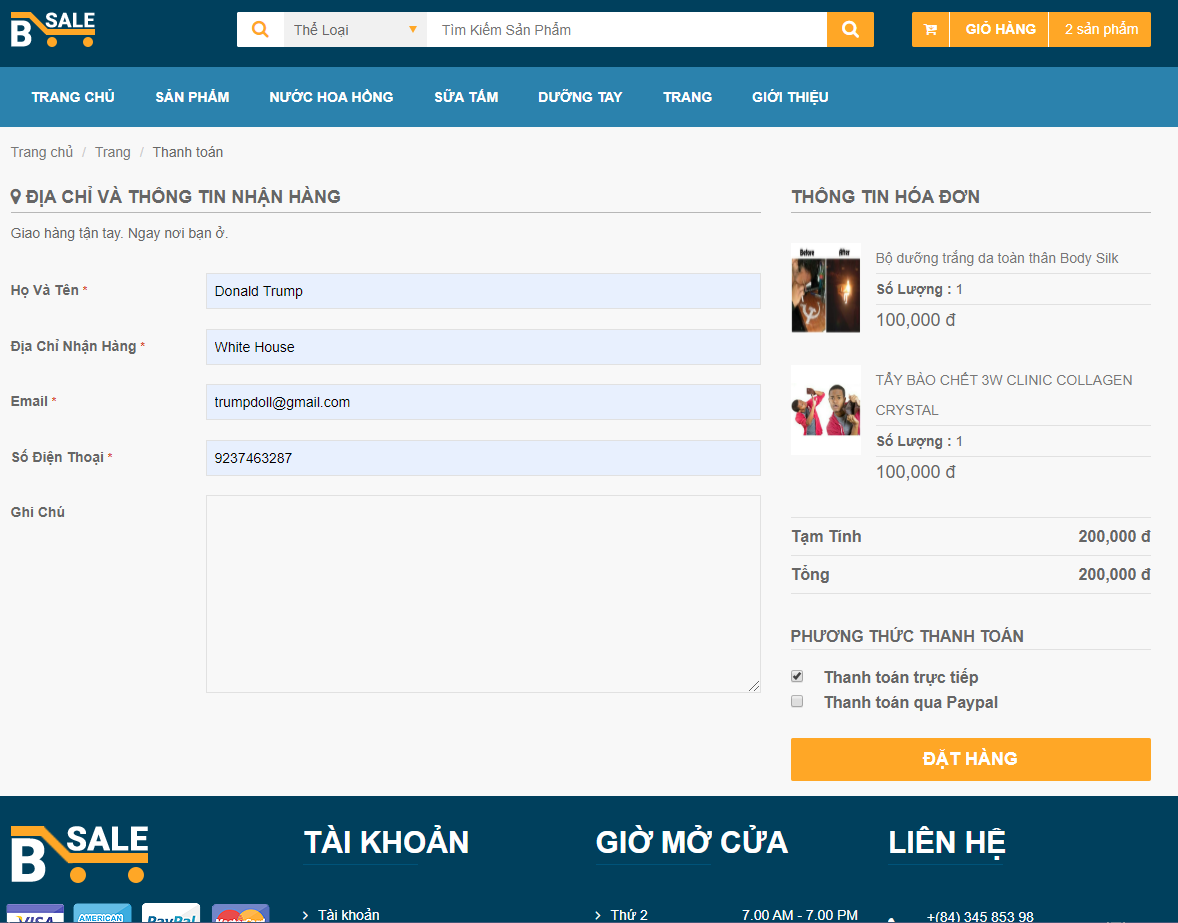 B SALE
Thể Loại
Tìm Kiếm Sản Phẩm
GIỎ HÀNG
2 sản phẩm
TRANG CHỦ
SẢN PHẨM
NƯỚC HOA HỒNG
SỮA TẮM
DƯỠNG TAY
TRANG
GIỚI THIỆU
Trang chủ / Trang / Thanh toán
ĐỊA CHỈ VÀ THÔNG TIN NHẬN HÀNG
Giao hàng tận tay. Ngay nơi bạn ở.
Họ Và Tên *
Donald Trump
Địa Chỉ Nhận Hàng *
White House
Email *
trumpdoll@gmail.com
Số Điện Thoại *
9237463287
Ghi Chú
THÔNG TIN HÓA ĐƠN
Before After
Bộ dưỡng trắng da toàn thân Body Silk
Số Lượng : 1
100,000 đ
TẨY BÀO CHẾT 3W CLINIC COLLAGEN
CRYSTAL
Số Lượng : 1
100,000 đ
Tạm Tính 200,000 đ
Tổng 200,000 đ
PHƯƠNG THỨC THANH TOÁN
Thanh toán trực tiếp
Thanh toán qua Paypal
ĐẶT HÀNG
B SALE
VISA
AMERICAN
PayPal
TÀI KHOẢN
Tài khoản
GIỜ MỞ CỬA
Thứ 2 7.00 AM - 7.00 PM
LIÊN HỆ
+(84) 345 853 98